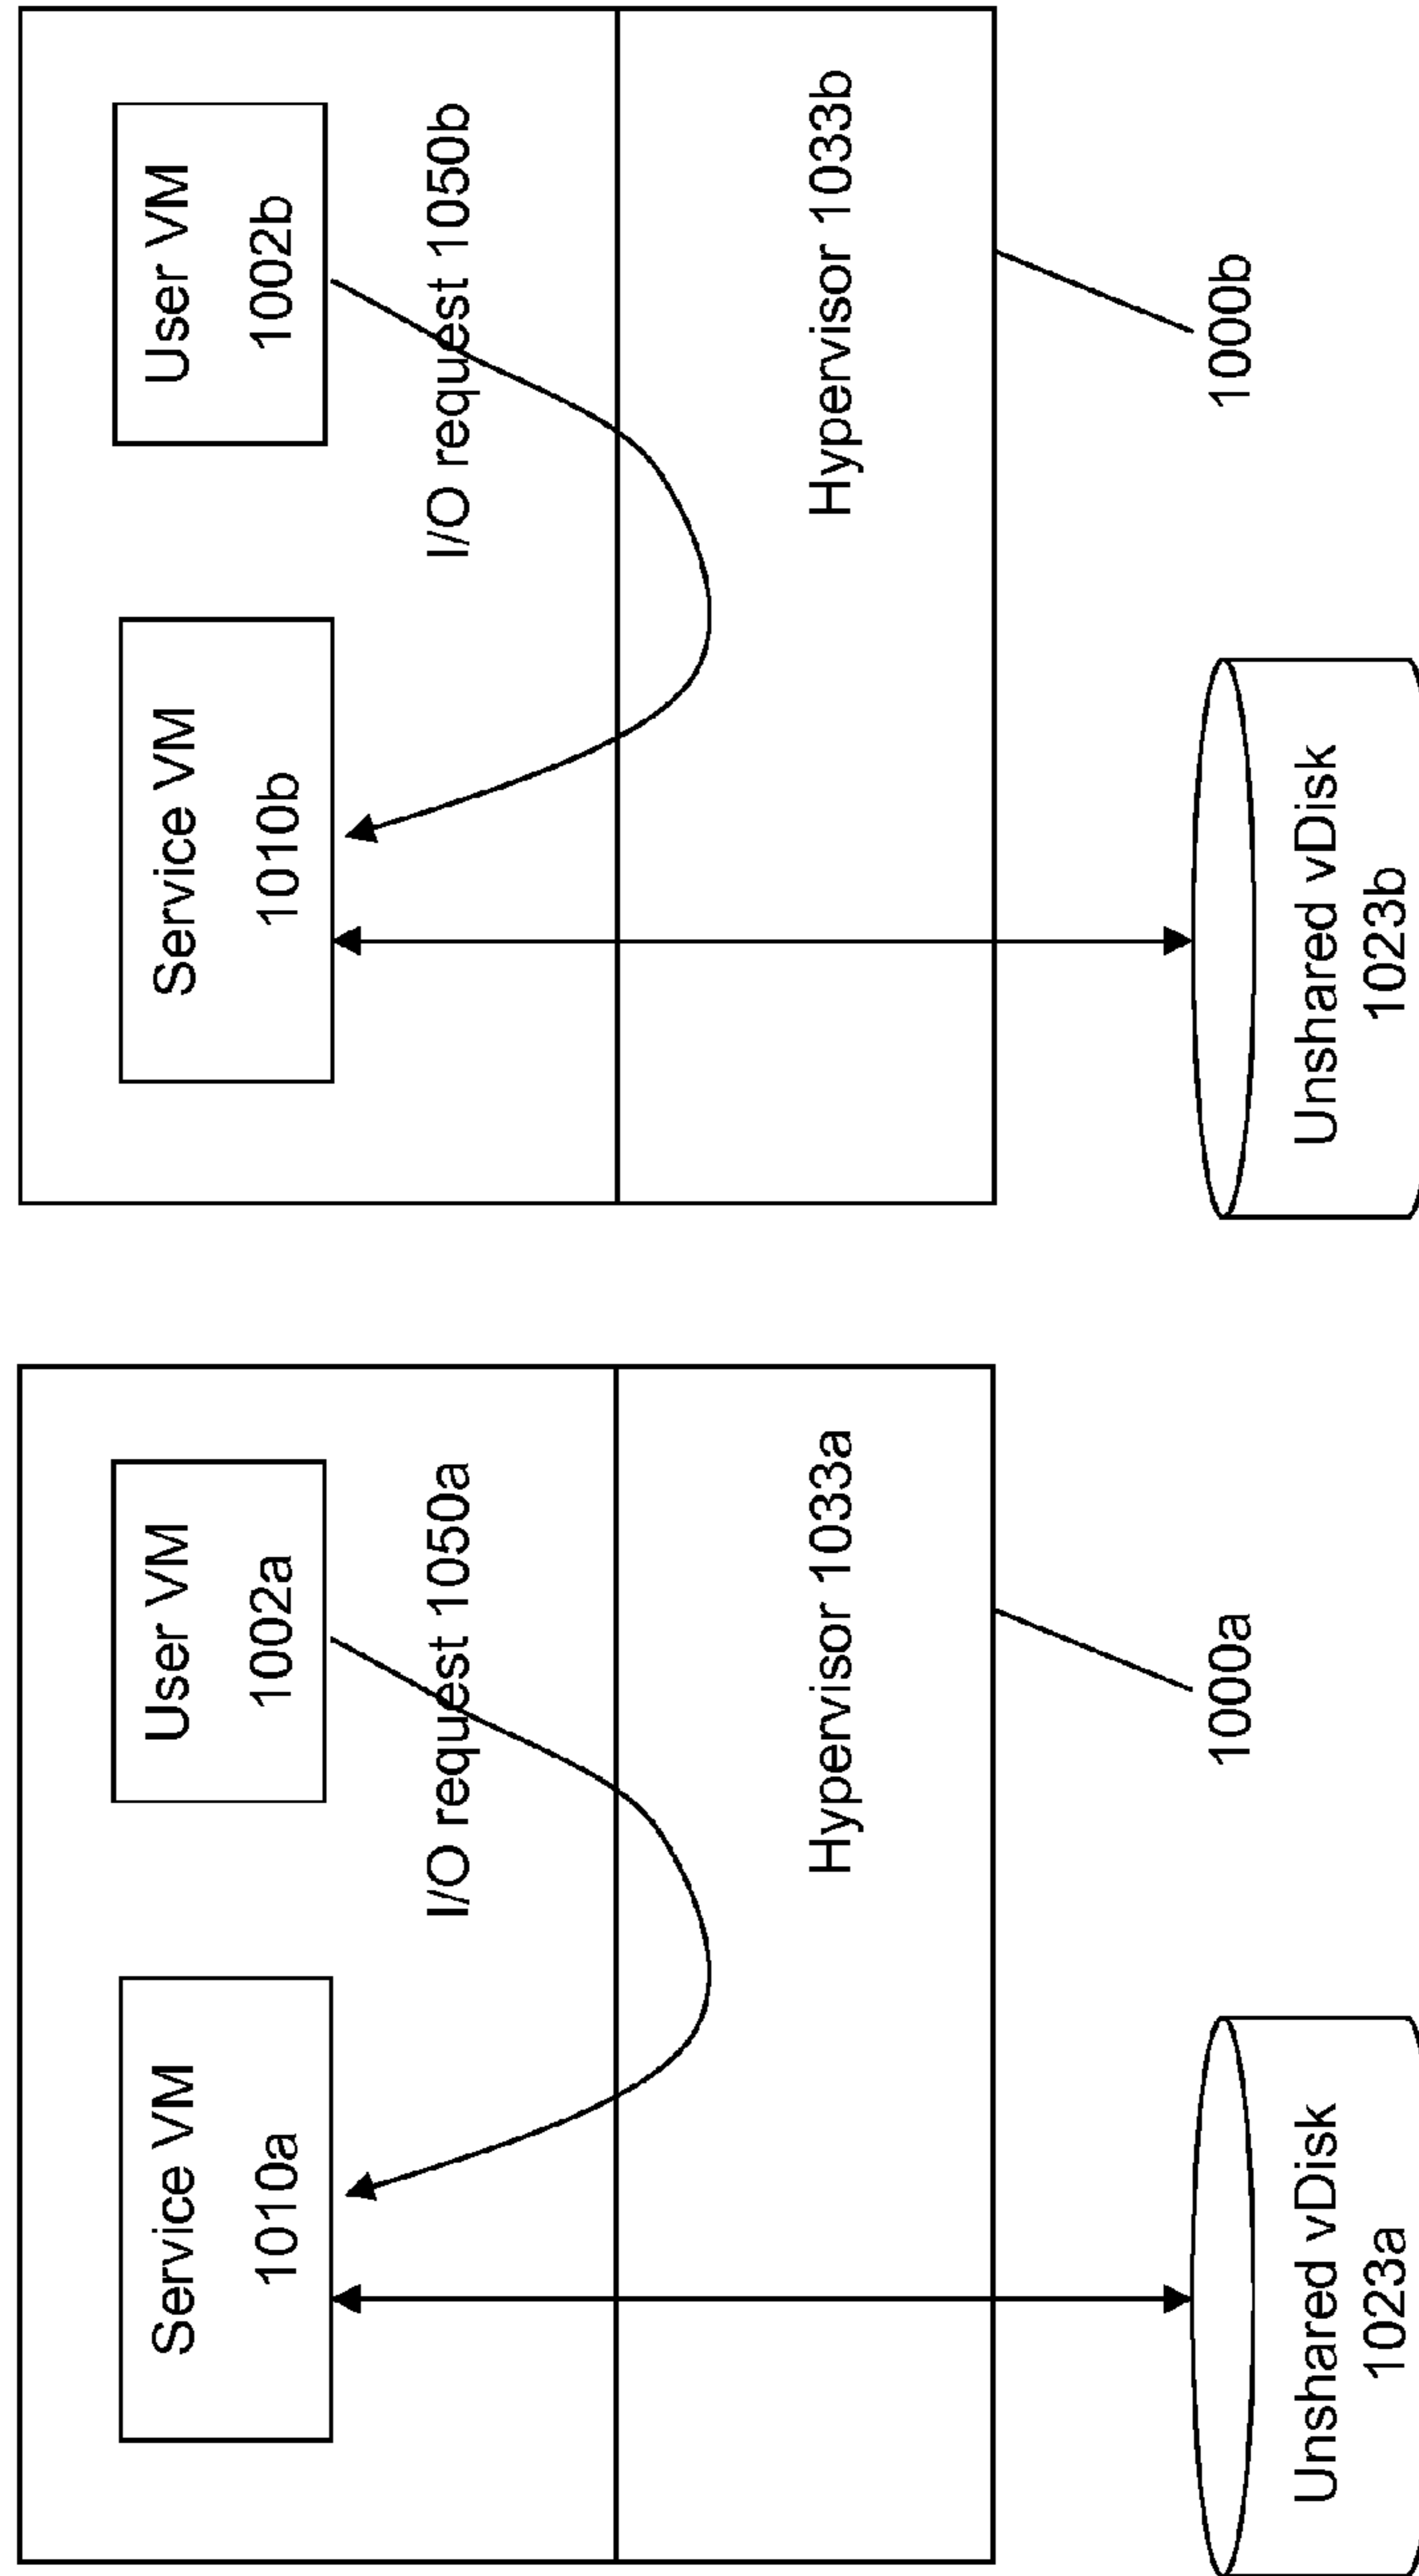 Service VM
1010a
User VM
1002a
I/O request 1050a
Hypervisor 1033a
1000a
Unshared vDisk
1023a
Service VM
1010b
User VM
1002b
I/O request 1050b
Hypervisor 1033b
1000b
Unshared vDisk
1023b